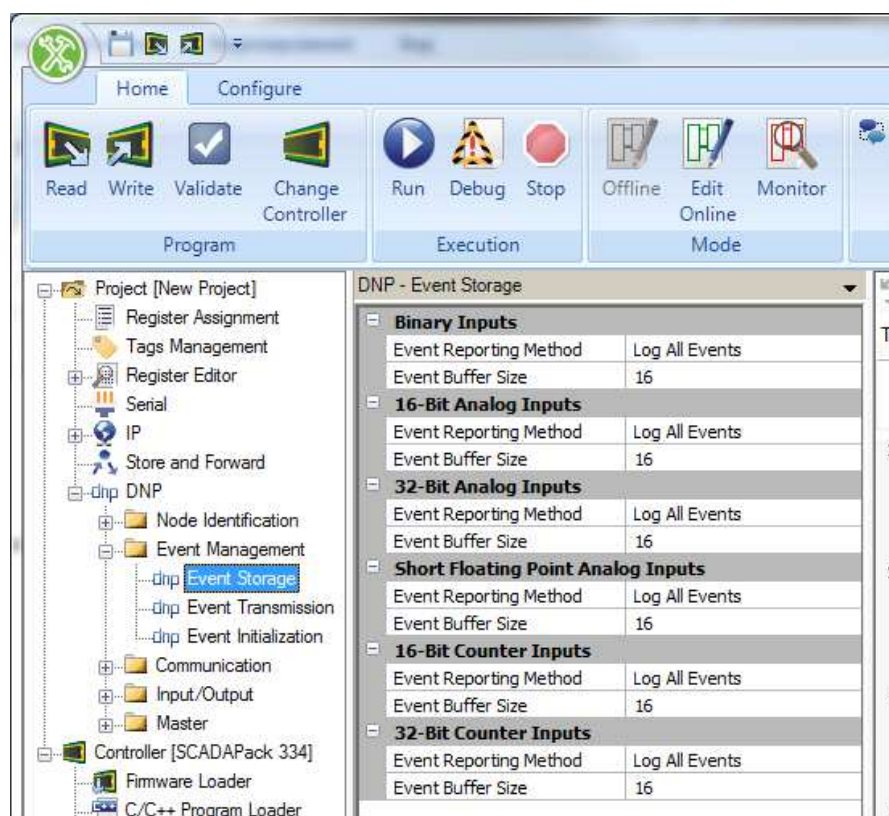 Home Configure
Read Write Validate Change Controller Run Debug Stop Offline Edit Online Monitor
Program Execution Mode
Project [New Project]
Register Assignment
Tags Management
Register Editor
Serial
IP
Store and Forward
dnp DNP
Node Identification
Event Management
dnp Event Storage
dnp Event Transmission
dnp Event Initialization
Communication
Input/Output
Master
Controller [SCADAPack 334]
Firmware Loader
C/C++ Program Loader
DNP - Event Storage
Binary Inputs
Event Reporting Method Log All Events
Event Buffer Size 16
16-Bit Analog Inputs
Event Reporting Method Log All Events
Event Buffer Size 16
32-Bit Analog Inputs
Event Reporting Method Log All Events
Event Buffer Size 16
Short Floating Point Analog Inputs
Event Reporting Method Log All Events
Event Buffer Size 16
16-Bit Counter Inputs
Event Reporting Method Log All Events
Event Buffer Size 16
32-Bit Counter Inputs
Event Reporting Method Log All Events
Event Buffer Size 16